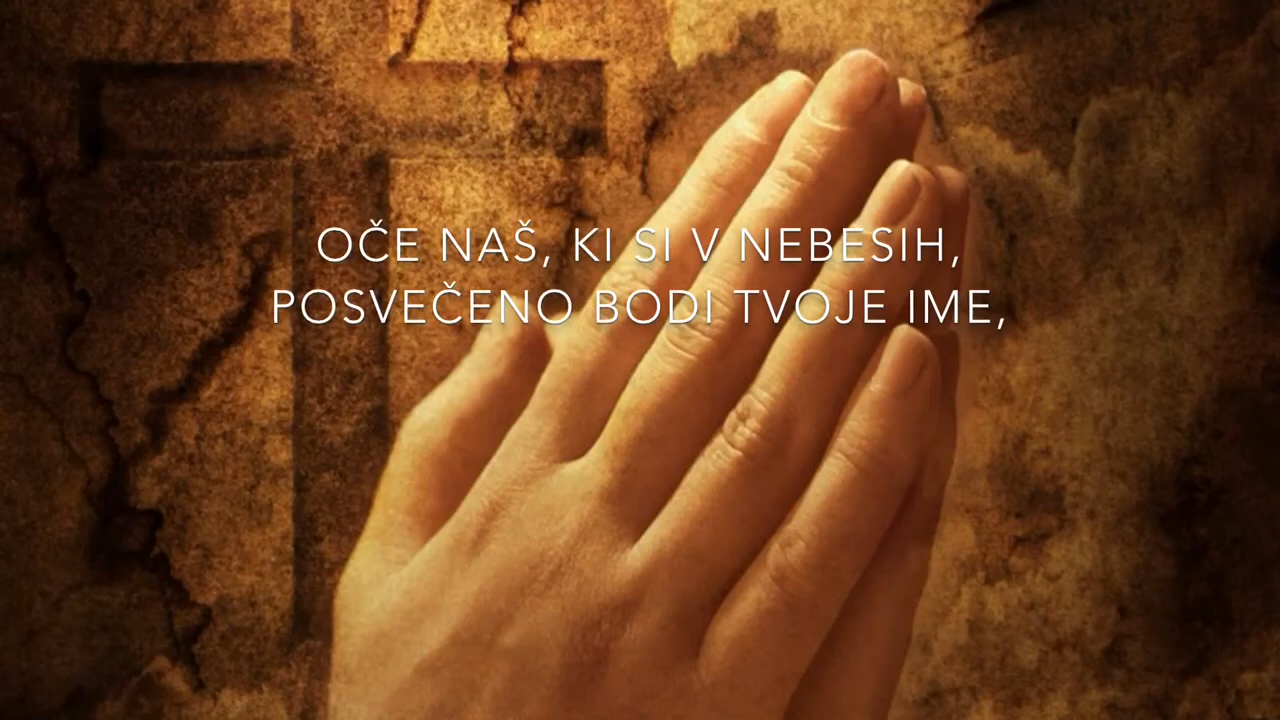 OČE NAŠ, KI SI V NEBESIH,
POSVEČENO BODI TVOJE IME,